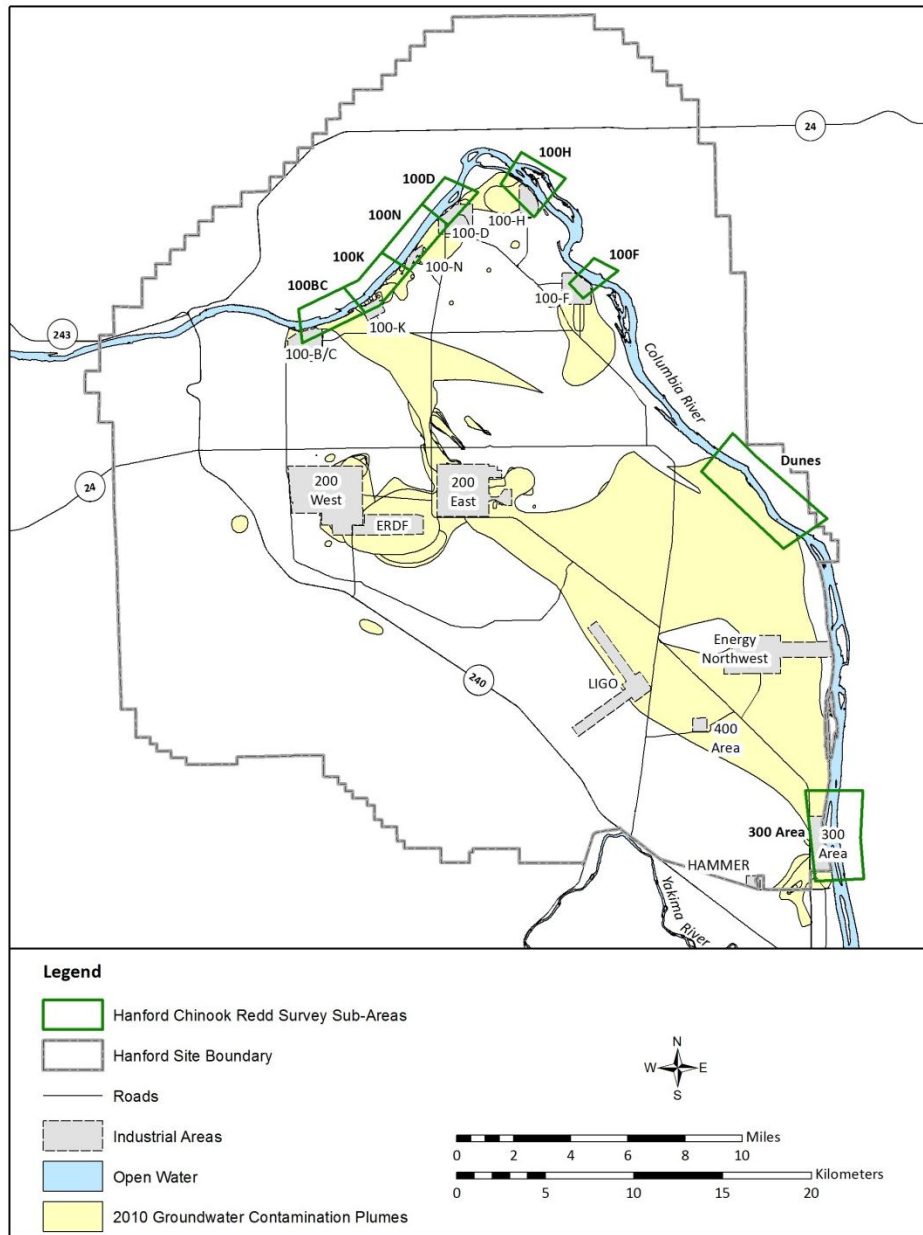 24
100H
100D
100-H
100N
100-D
100F
100K
100-N
100-F
100BC
100-K
243
100-B/C
Columbia River
Dunes
24
200
West
200
East
ERDF
Energy
Northwest
LIGO
240
400
Area
300 Area
300
Area
HAMMER
Yakima River
Legend
Hanford Chinook Redd Survey Sub-Areas
Hanford Site Boundary
Roads
Industrial Areas
Open Water
2010 Groundwater Contamination Plumes
N
W E
S
Miles
0 2 4 6 8 10
Kilometers
0 5 10 15 20